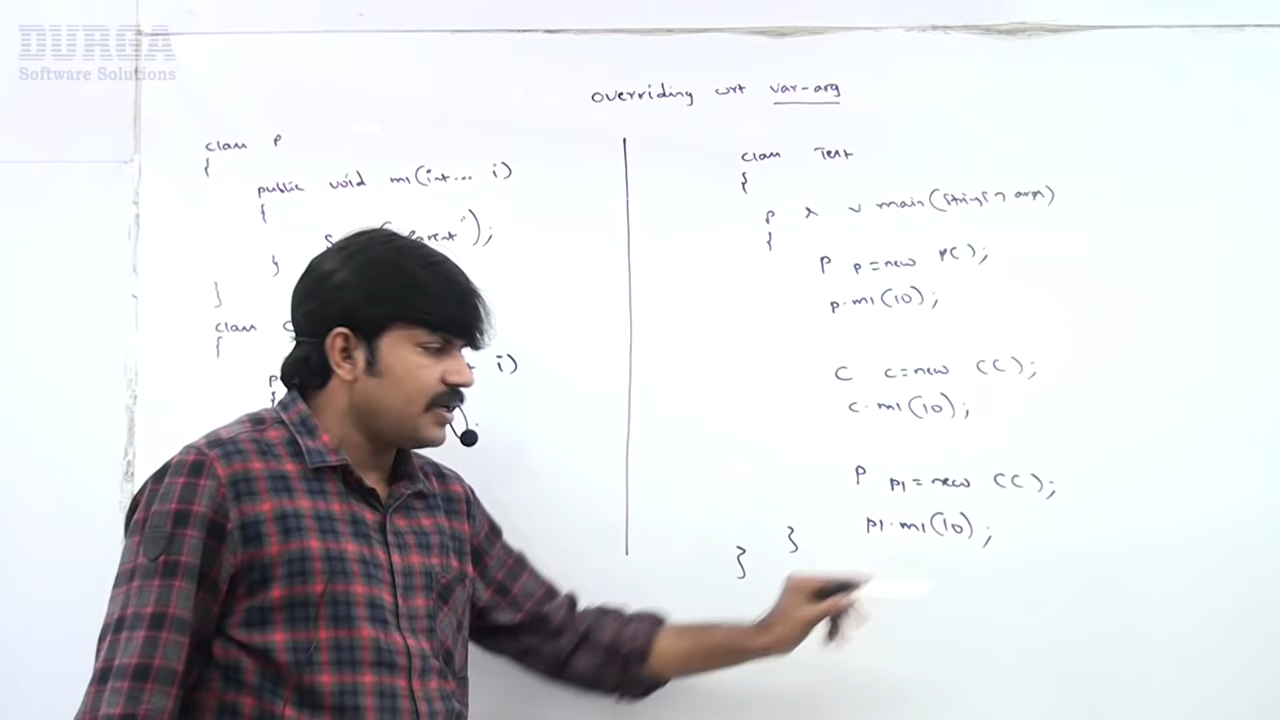 DURGA
Software Solutions
overriding wrt var-arg
class P
{
public void m1(int... i)
{
parent");
}
}
class C
{
i)
{
class Test
{
p s v main(String[] args)
{
P p=new P();
p.m1(10);
C c=new C();
c.m1(10);
P p1=new C();
p1.m1(10);
}
}